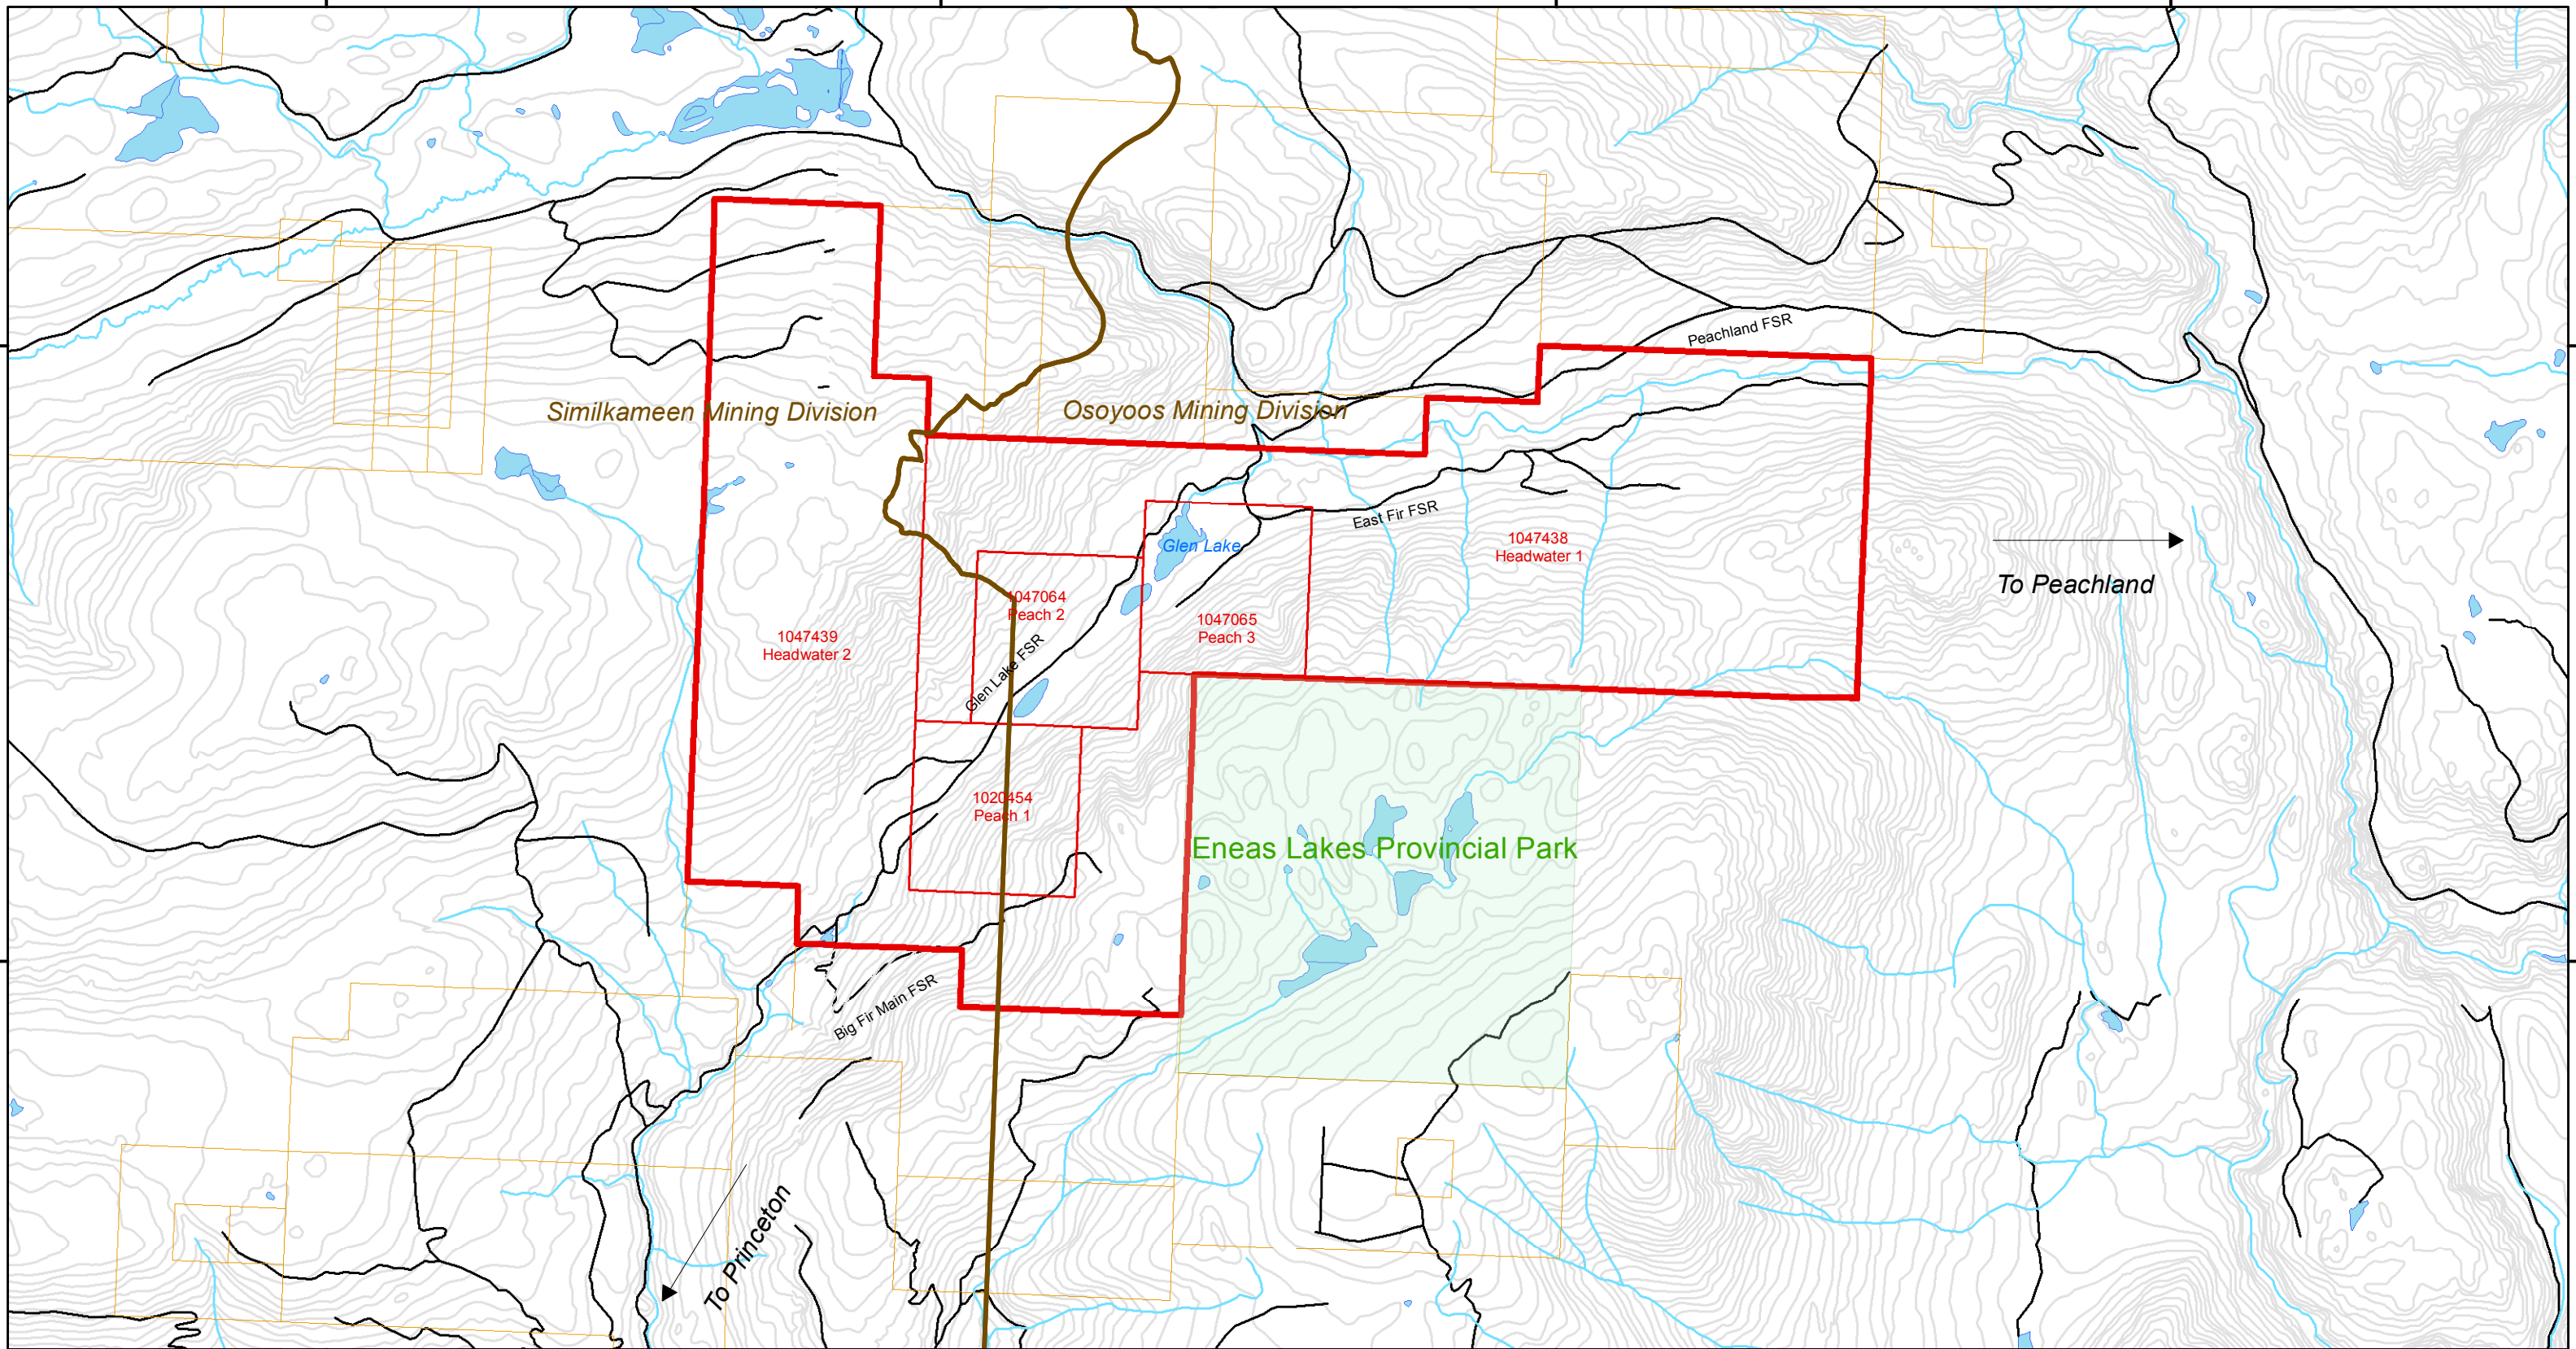 Peachland FSR
Similkameen Mining Division
Osoyoos Mining Division
East Fir FSR
Glen Lake
1047438
Headwater 1
To Peachland
1047064
Peach 2
1047065
Peach 3
1047439
Headwater 2
Glen Lake FSR
1020454
Peach 1
Eneas Lakes Provincial Park
Big Fir Main FSR
To Princeton